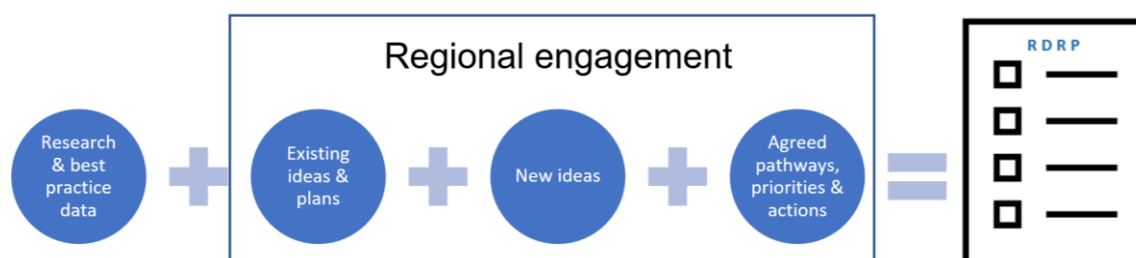 Regional engagement
RDRP
Research
& best
practice
data
Existing
ideas &
plans
New ideas
Agreed
pathways,
priorities &
actions